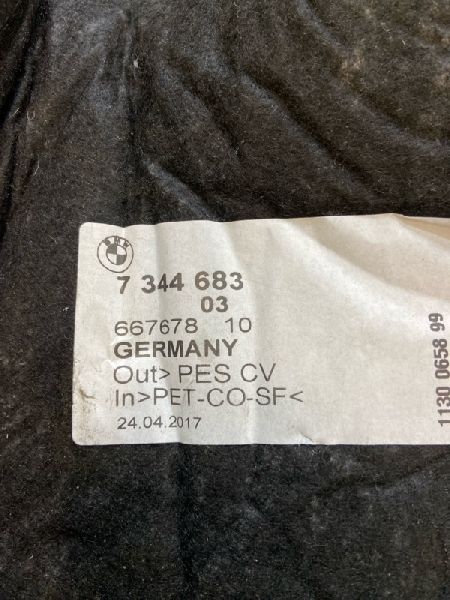 BMW
7 344 683
03
667678 10
GERMANY
Out> PES CV
In>PET-CO-SF<
24.04.2017
1130 0658 99